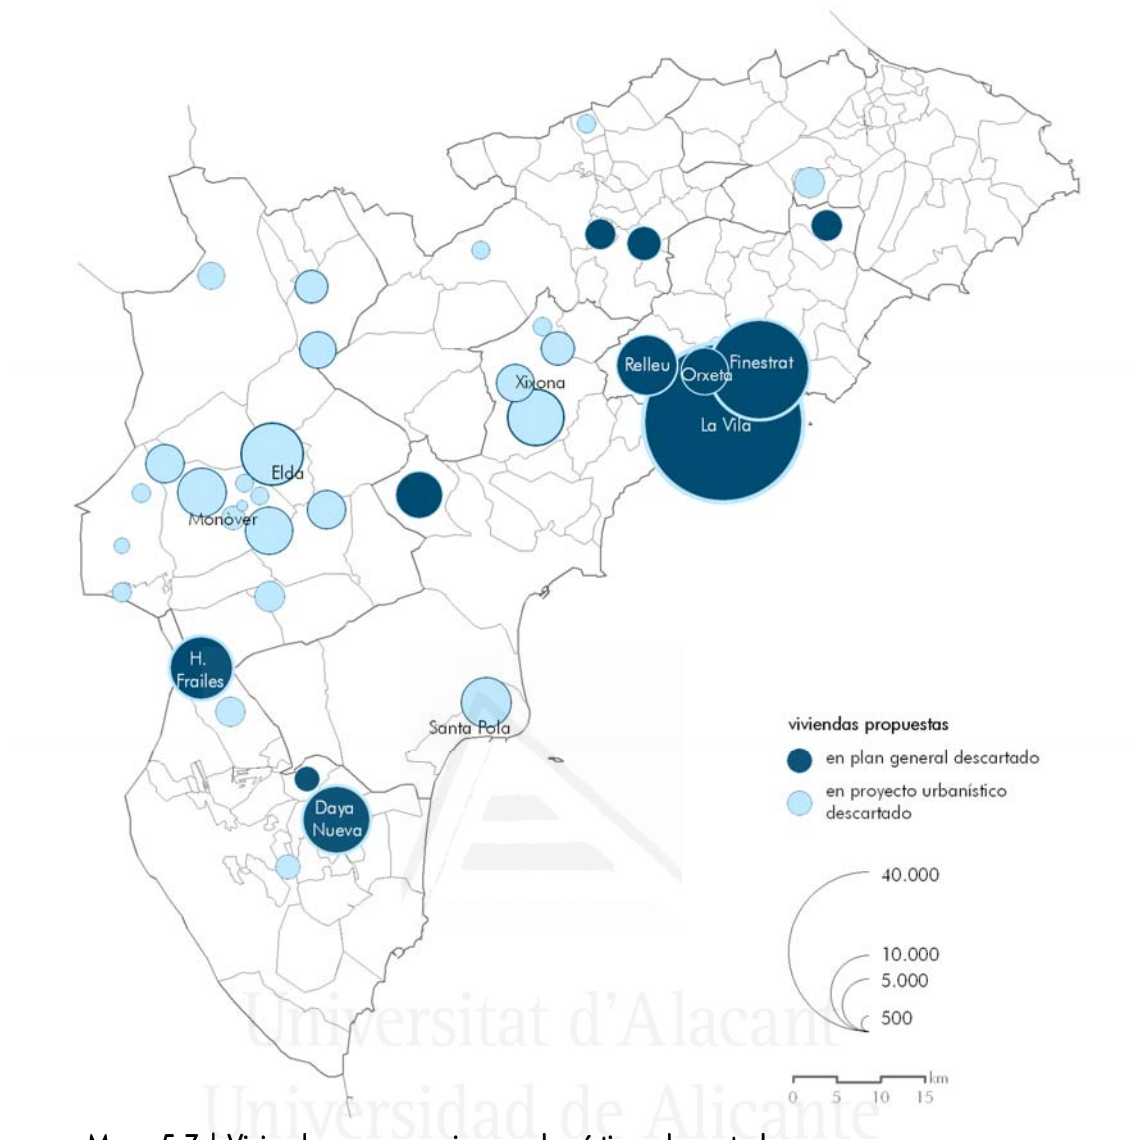 Relleu
Orxeta
Finestrat
La Vila
Xixona
Elda
Monòver
H.
Frailes
Santa Pola
Daya
Nueva
viviendas propuestas
en plan general descartado
en proyecto urbanístico
descartado
40.000
10.000
5.000
500
km
0 5 10 15
Universitat d'Alacant
Universidad de Alicante